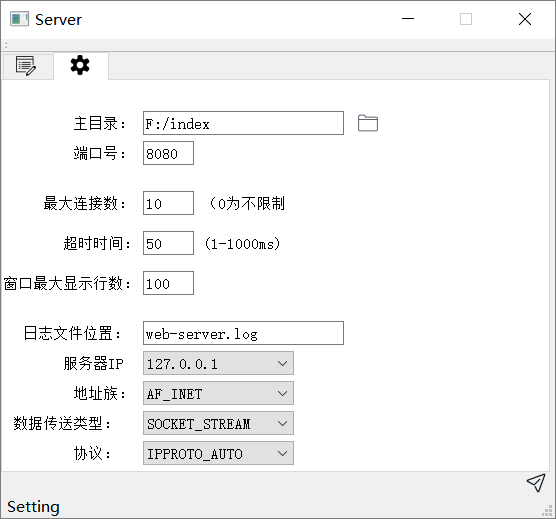 Server
主目录： F:/index
端口号： 8080
最大连接数： 10 （0为不限制
超时时间： 50 (1-1000ms)
窗口最大显示行数： 100
日志文件位置： web-server.log
服务器IP 127.0.0.1
地址族： AF_INET
数据传送类型： SOCKET_STREAM
协议： IPPROTO_AUTO
Setting